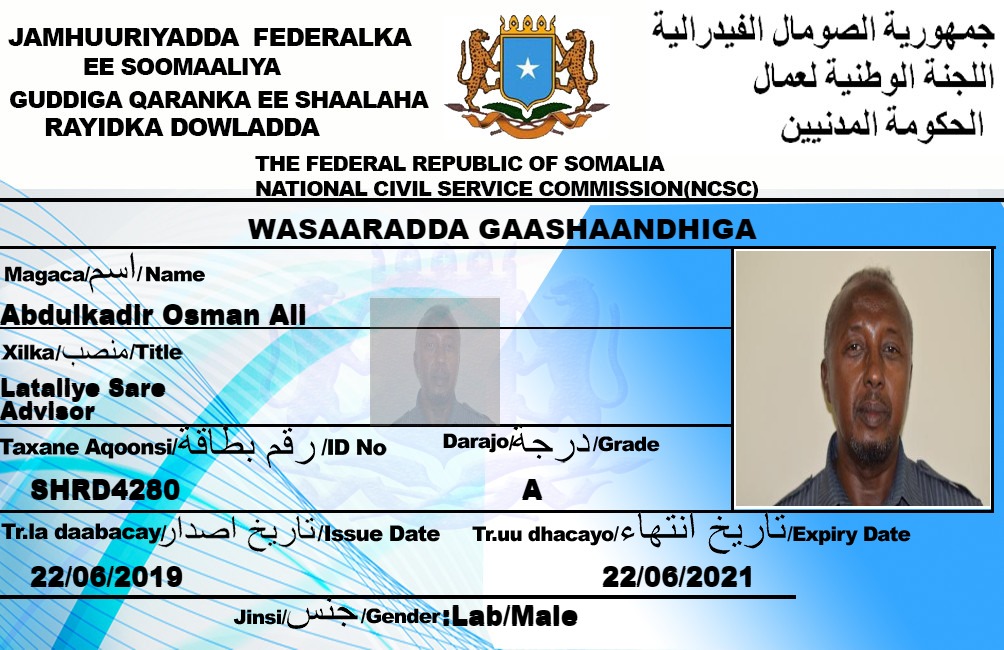 JAMHUURIYADDA FEDERALKA
EE SOOMAALIYA
GUDDIGA QARANKA EE SHAALAHA
RAYIDKA DOWLADDA
جمهورية الصومال الفيدرالية
اللجنة الوطنية لعمال
الحكومة المدنيين
THE FEDERAL REPUBLIC OF SOMALIA
NATIONAL CIVIL SERVICE COMMISSION(NCSC)
WASAARADDA GAASHAANDHIGA
Magaca/اسم/Name
Abdulkadir Osman Ali
Xilka/منصب/Title
Lataliye Sare
Advisor
Taxane Aqoonsi/رقم بطاقة/ID No
Darajo/درجة/Grade
SHRD4280
A
Tr.la daabacay/تاريخ اصدار/Issue Date
Tr.uu dhacayo/تاريخ انتهاء/Expiry Date
22/06/2019
22/06/2021
Jinsi/جنس/Gender:Lab/Male